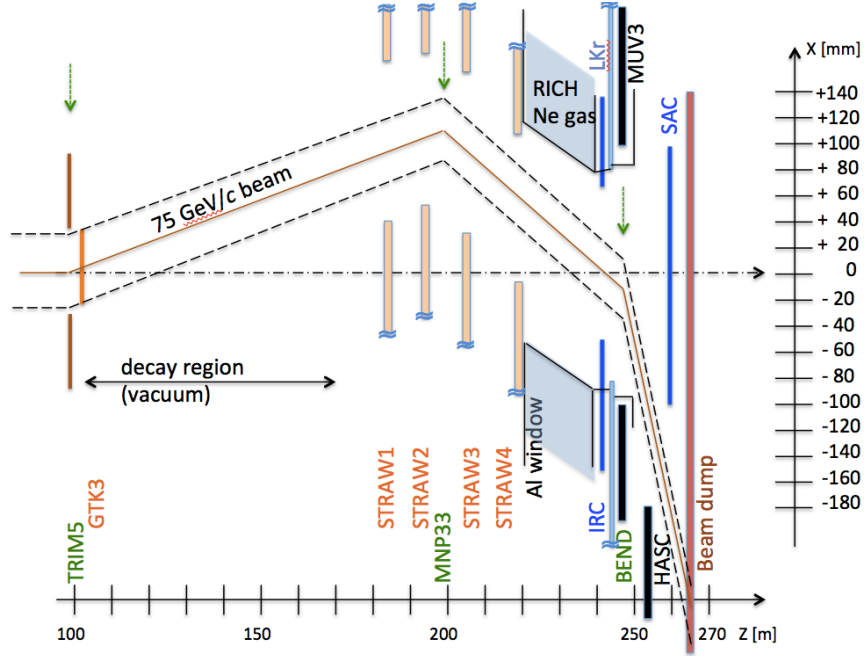 X [mm]
LKr
MUV3
RICH
Ne gas
SAC
75 GeV/c beam
+140
+120
+100
+ 80
+ 60
+ 40
+ 20
0
- 20
- 40
- 60
- 80
-100
-120
-140
-160
-180
decay region
(vacuum)
TRIM5
GTK3
STRAW1
STRAW2
MNP33
STRAW3
STRAW4
Al window
IRC
BEND
HASC
Beam dump
100
150
200
250
270
Z [m]